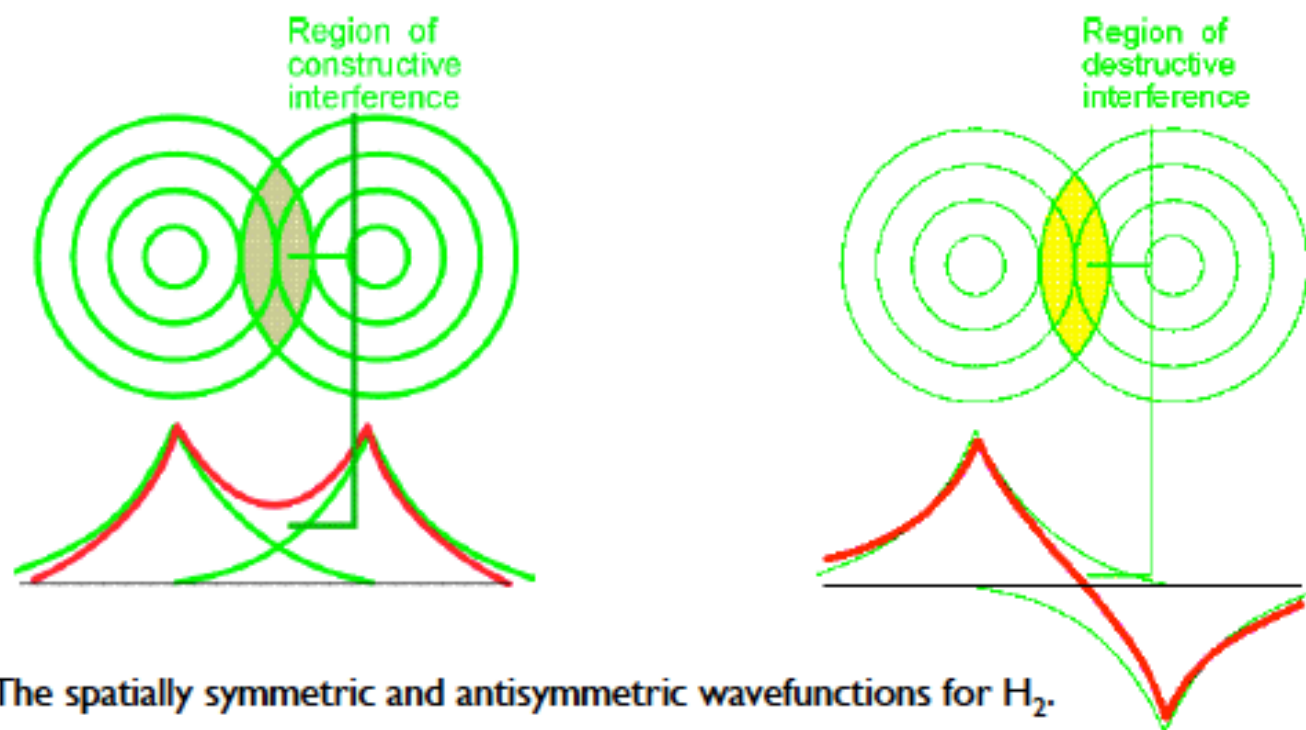 Region of
constructive
interference
Region of
destructive
interference
The spatially symmetric and antisymmetric wavefunctions for H₂.